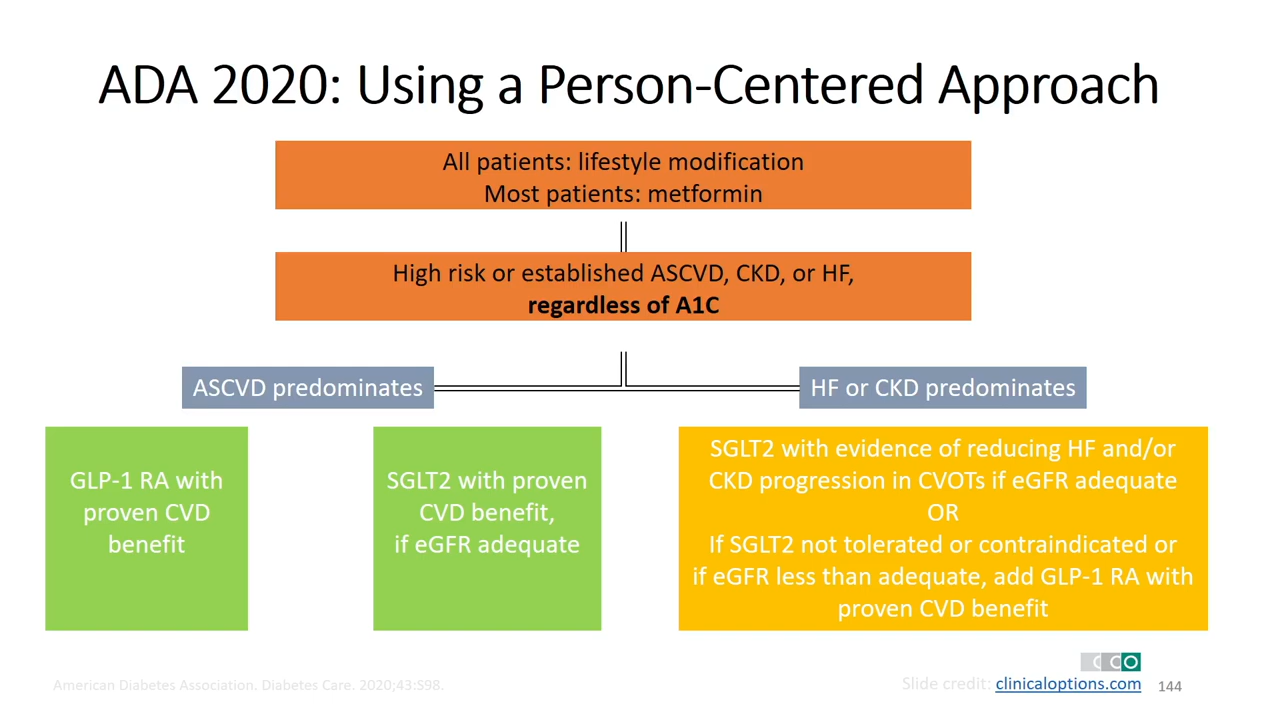 ADA 2020: Using a Person-Centered Approach
All patients: lifestyle modification
Most patients: metformin
High risk or established ASCVD, CKD, or HF,
regardless of A1C
ASCVD predominates
HF or CKD predominates
GLP-1 RA with
proven CVD
benefit
SGLT2 with proven
CVD benefit,
if eGFR adequate
SGLT2 with evidence of reducing HF and/or
CKD progression in CVOTs if eGFR adequate
OR
If SGLT2 not tolerated or contraindicated or
if eGFR less than adequate, add GLP-1 RA with
proven CVD benefit
CCO
American Diabetes Association. Diabetes Care. 2020;43:S98.
Slide credit: clinicaloptions.com
144